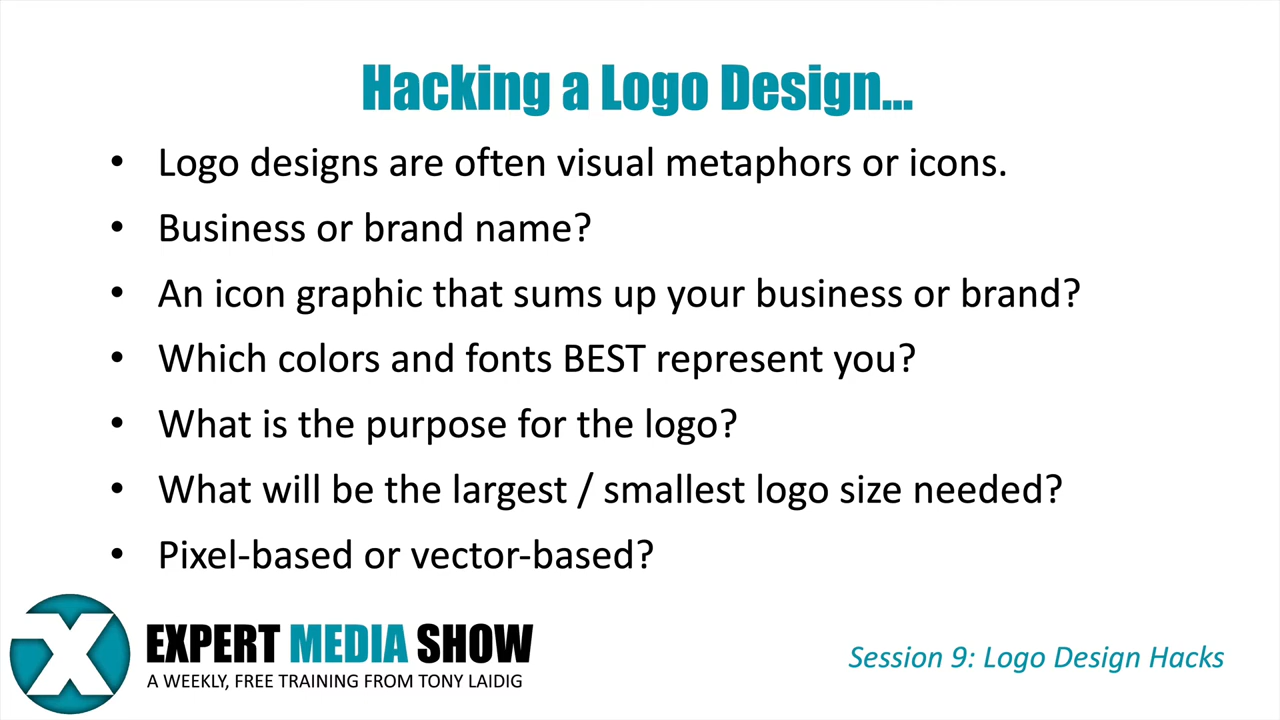 Hacking a Logo Design...
• Logo designs are often visual metaphors or icons.
• Business or brand name?
• An icon graphic that sums up your business or brand?
• Which colors and fonts BEST represent you?
• What is the purpose for the logo?
• What will be the largest / smallest logo size needed?
• Pixel-based or vector-based?
X
EXPERT MEDIA SHOW
A WEEKLY, FREE TRAINING FROM TONY LAIDIG
Session 9: Logo Design Hacks